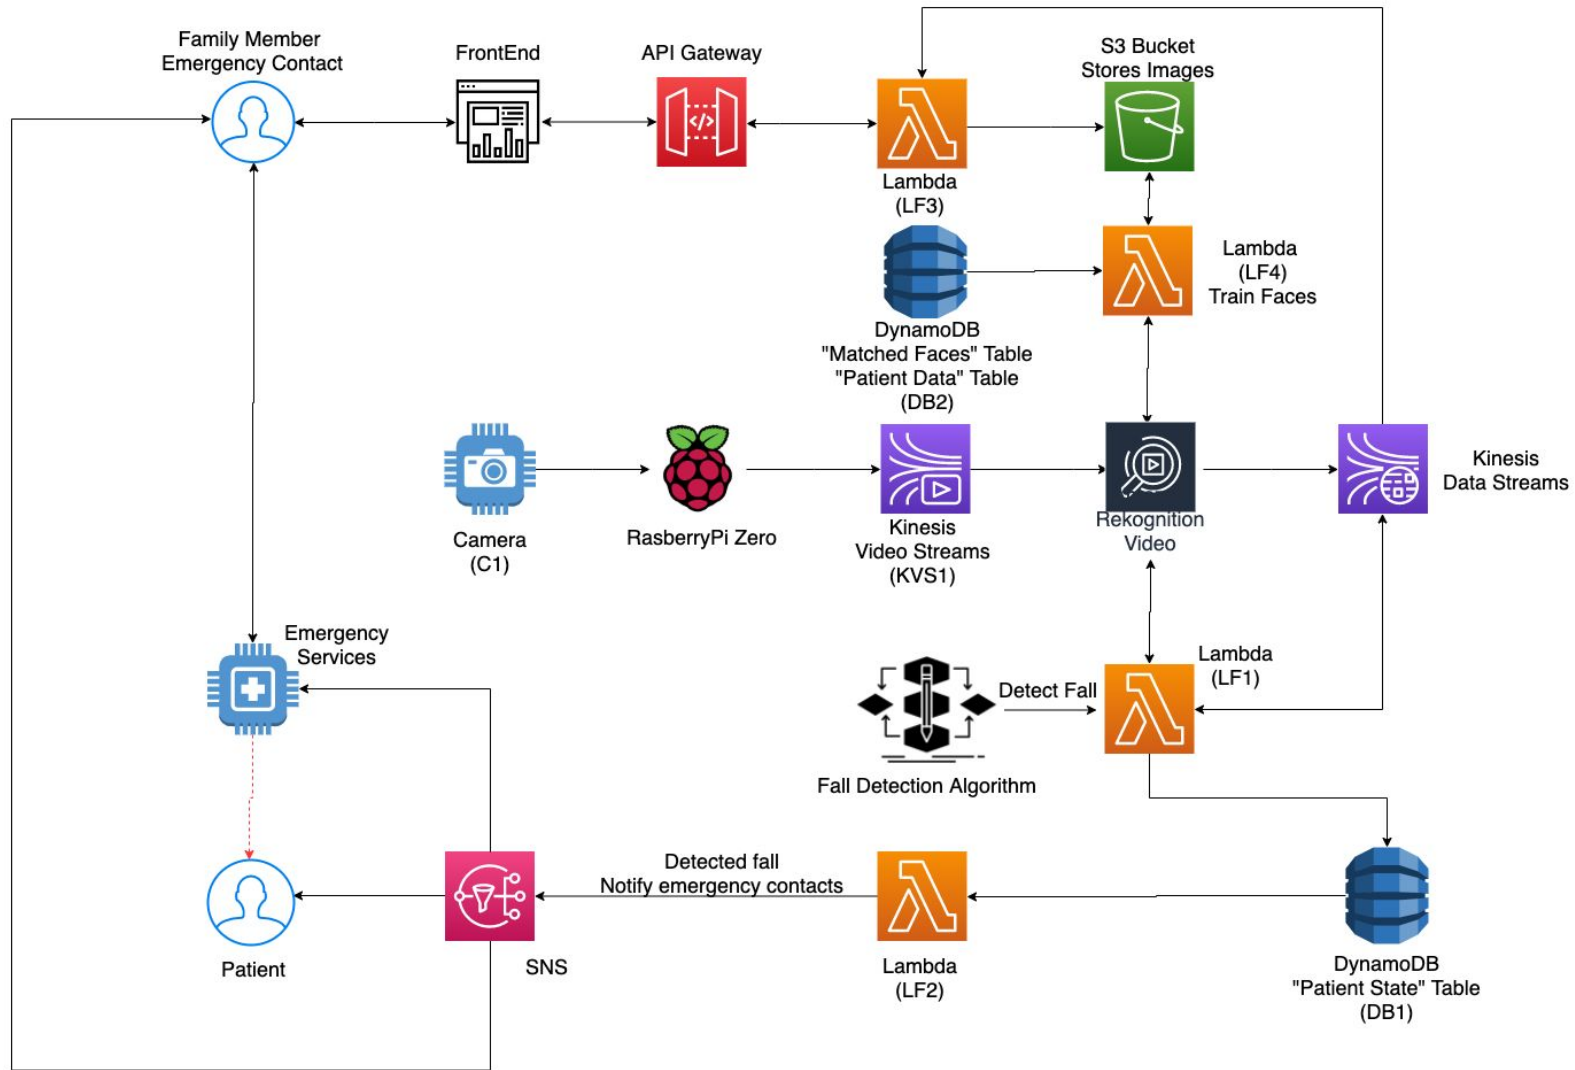 Family Member
Emergency Contact
FrontEnd
API Gateway
S3 Bucket
Stores Images
</>
Lambda
(LF3)
Lambda
(LF4)
Train Faces
DynamoDB
"Matched Faces" Table
"Patient Data" Table
(DB2)
Camera
(C1)
RasberryPi Zero
Kinesis
Video Streams
(KVS1)
Rekognition
Video
Kinesis
Data Streams
Emergency
Services
Lambda
(LF1)
Detect Fall
Fall Detection Algorithm
Detected fall
Notify emergency contacts
Patient
SNS
Lambda
(LF2)
DynamoDB
"Patient State" Table
(DB1)